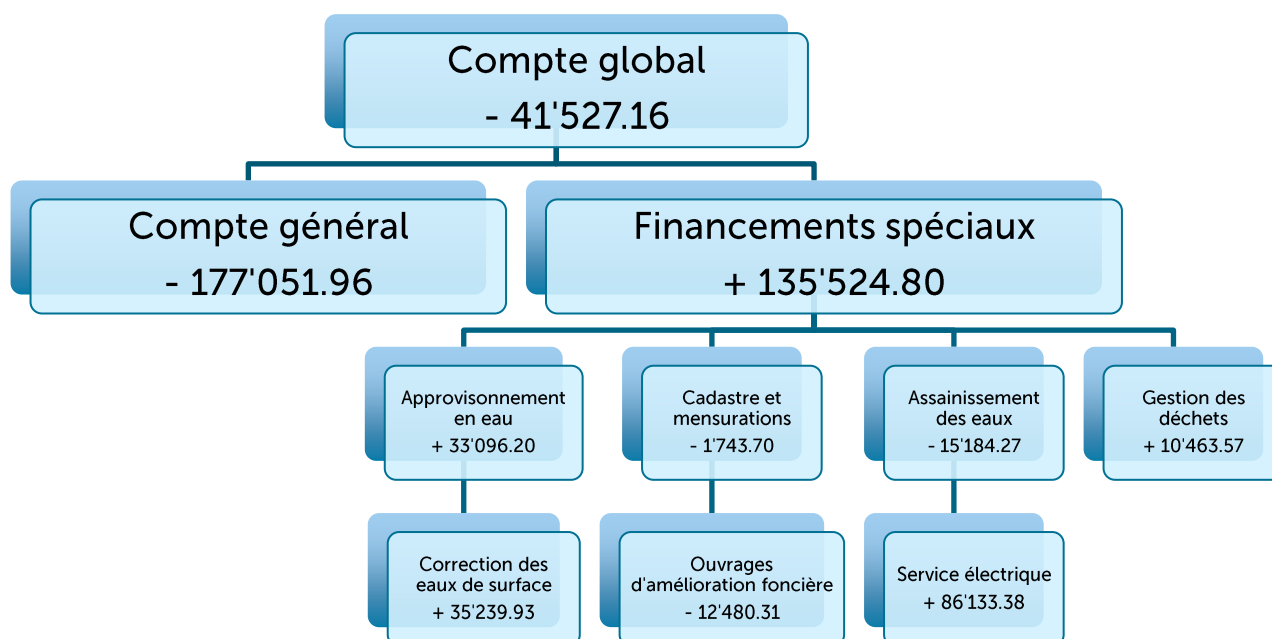 Compte global
- 41'527.16
Compte général
- 177'051.96
Financements spéciaux
+ 135'524.80
Approvisonnement
en eau
+ 33'096.20
Cadastre et
mensurations
- 1'743.70
Assainissement
des eaux
- 15'184.27
Gestion des
déchets
+ 10'463.57
Correction des
eaux de surface
+ 35'239.93
Ouvrages
d'amélioration foncière
- 12'480.31
Service électrique
+ 86'133.38